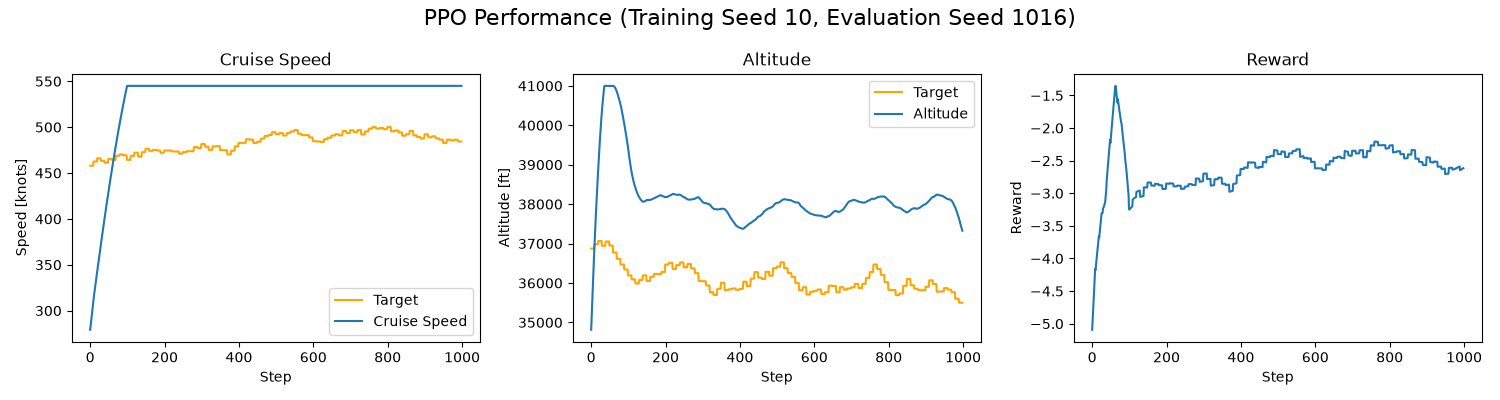 PPO Performance (Training Seed 10, Evaluation Seed 1016)
Cruise Speed
550
500
450
400
350
300
Speed [knots]
Target
Cruise Speed
0 200 400 600 800 1000
Step
Altitude
41000
40000
39000
38000
37000
36000
35000
Altitude [ft]
Target
Altitude
0 200 400 600 800 1000
Step
Reward
−1.5
−2.0
−2.5
−3.0
−3.5
−4.0
−4.5
−5.0
Reward
0 200 400 600 800 1000
Step